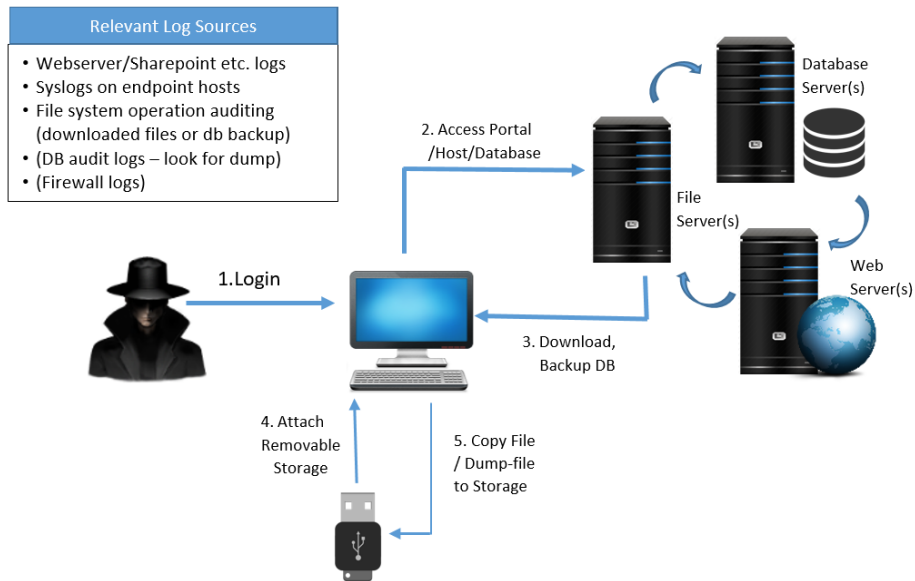 Relevant Log Sources
• Webserver/Sharepoint etc. logs
• Syslogs on endpoint hosts
• File system operation auditing
(downloaded files or db backup)
• (DB audit logs – look for dump)
• (Firewall logs)
Database
Server(s)
2. Access Portal
/Host/Database
File
Server(s)
Web
Server(s)
1.Login
3. Download,
Backup DB
4. Attach
Removable
Storage
5. Copy File
/ Dump-file
to Storage